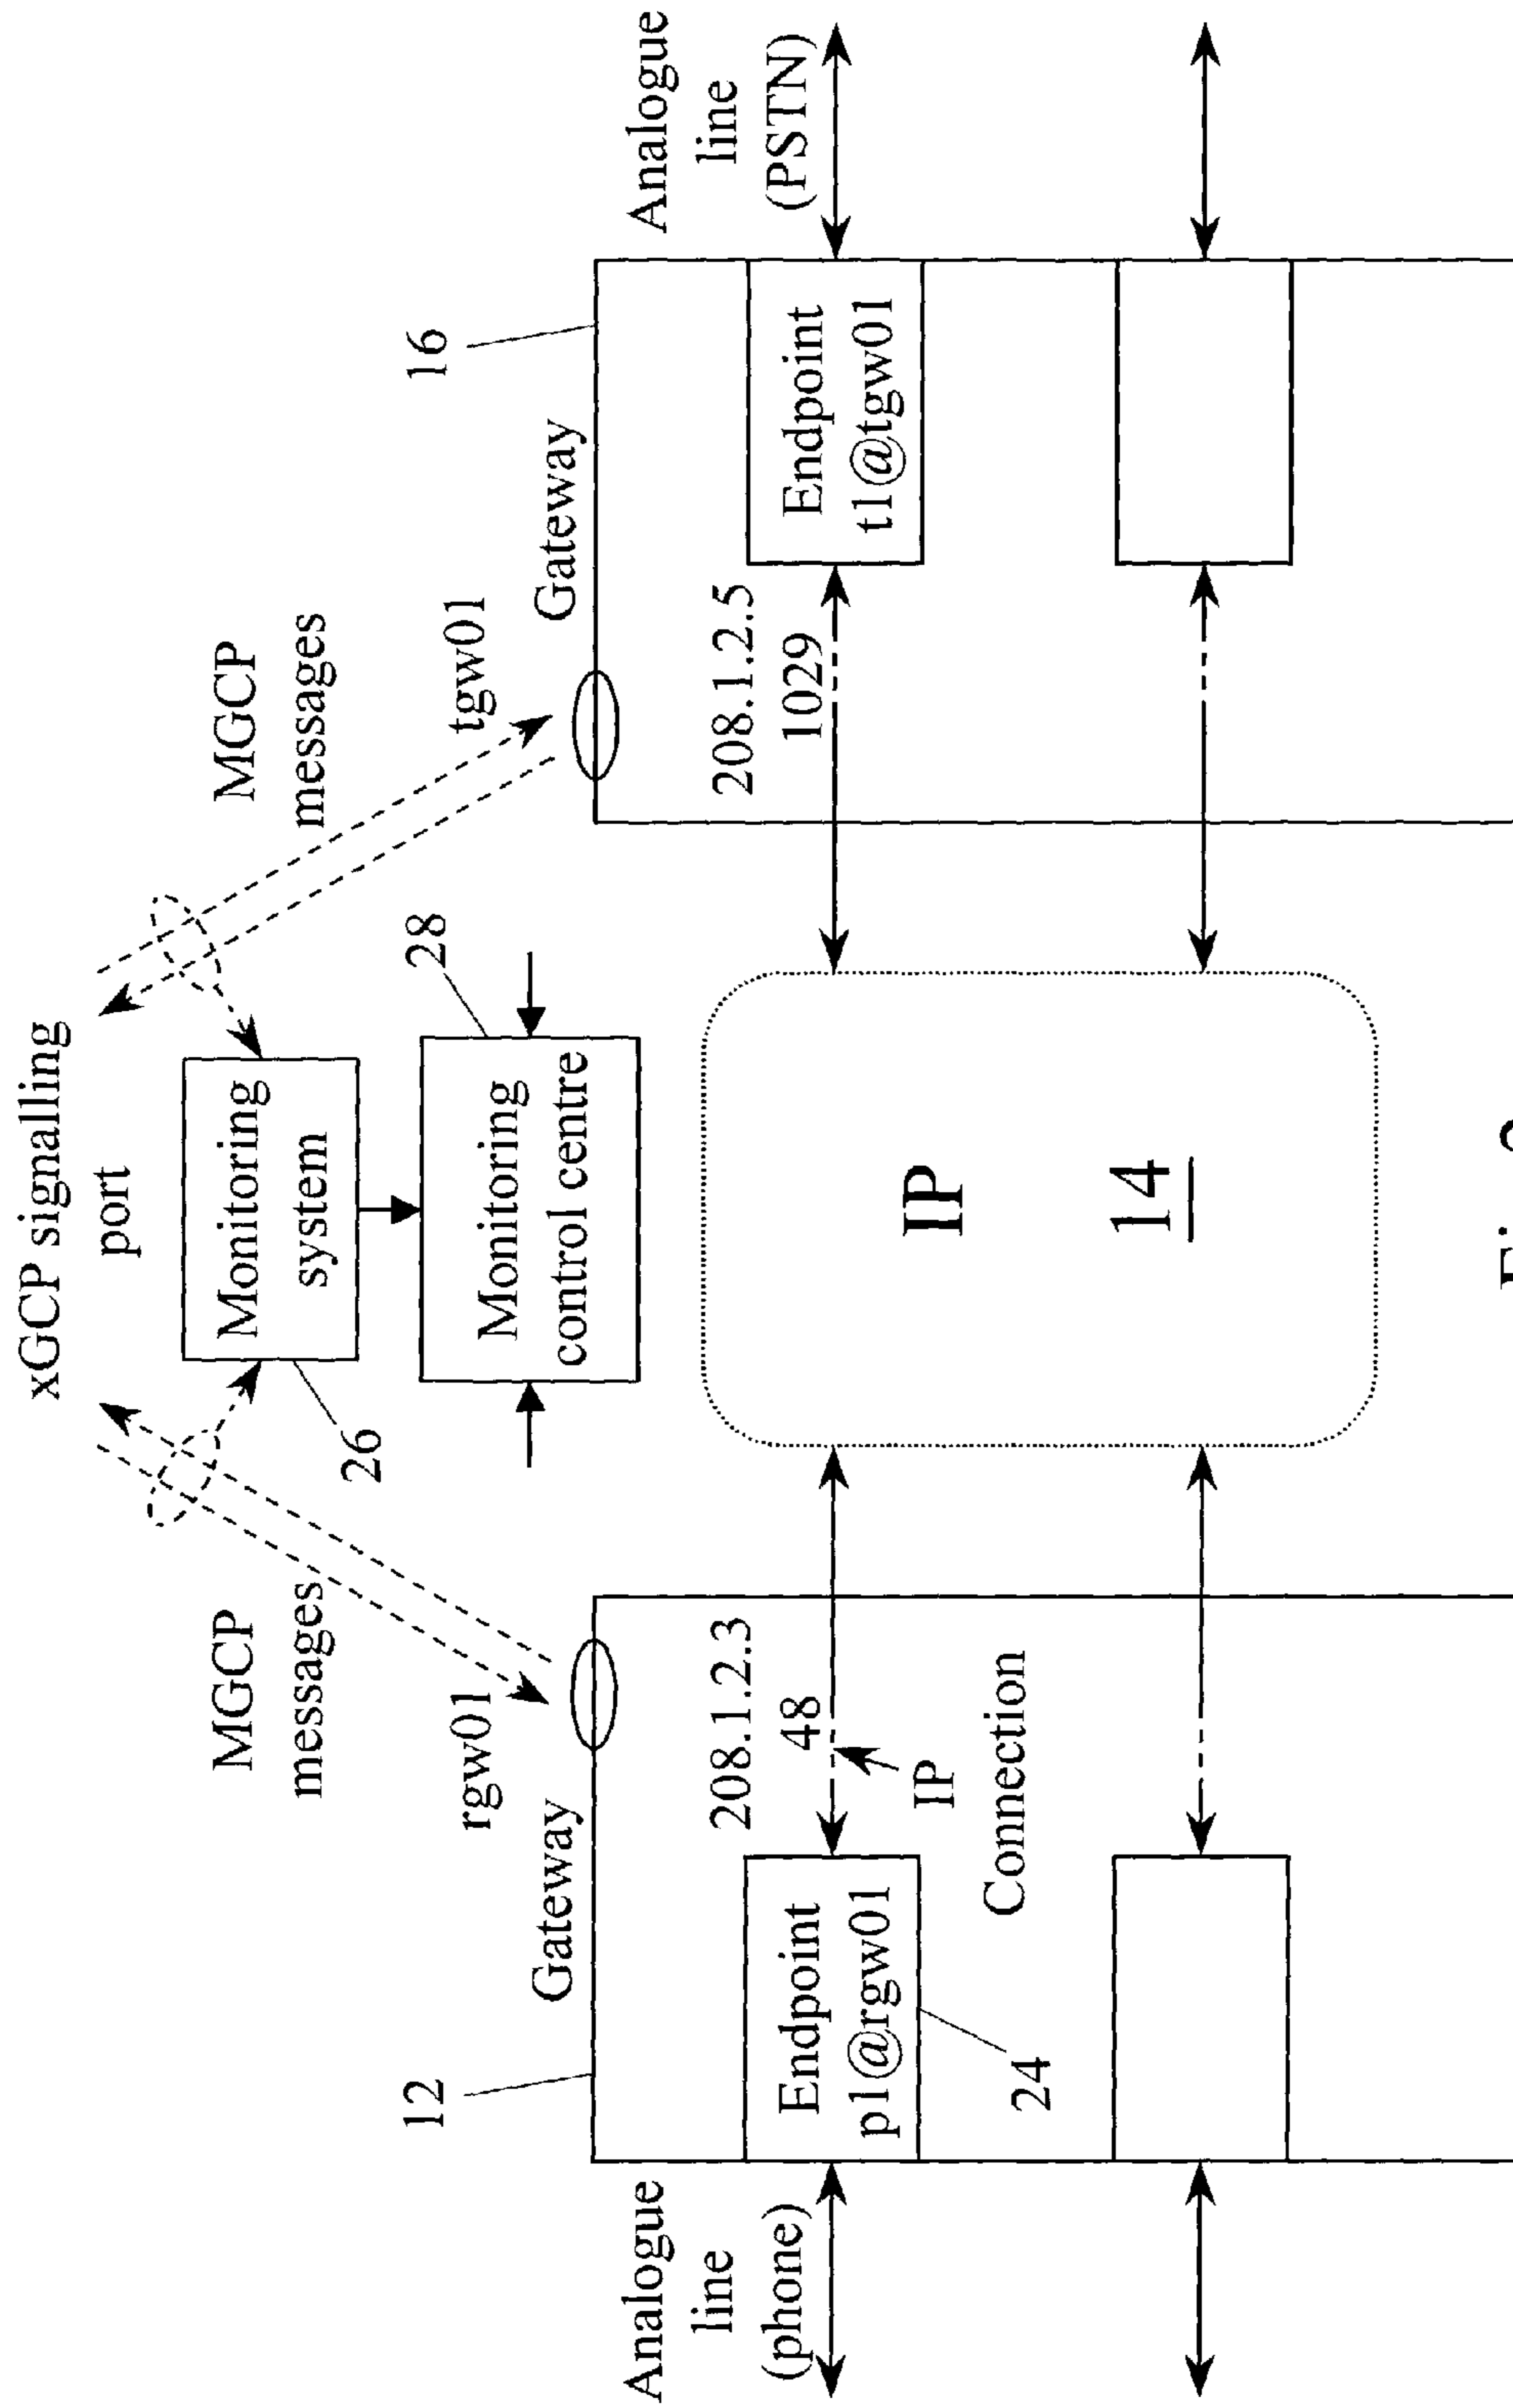 xGCP signalling
port
MGCP
messages
MGCP
messages
Monitoring
system
26
28
Monitoring
control centre
rgw01
tgw01
12
16
Gateway
Gateway
Analogue
line
(phone)
Endpoint
p1@rgw01
24
208.1.2.3
48
IP
Connection
IP
14
208.1.2.5
1029
Endpoint
t1@tgw01
Analogue
line
(PSTN)